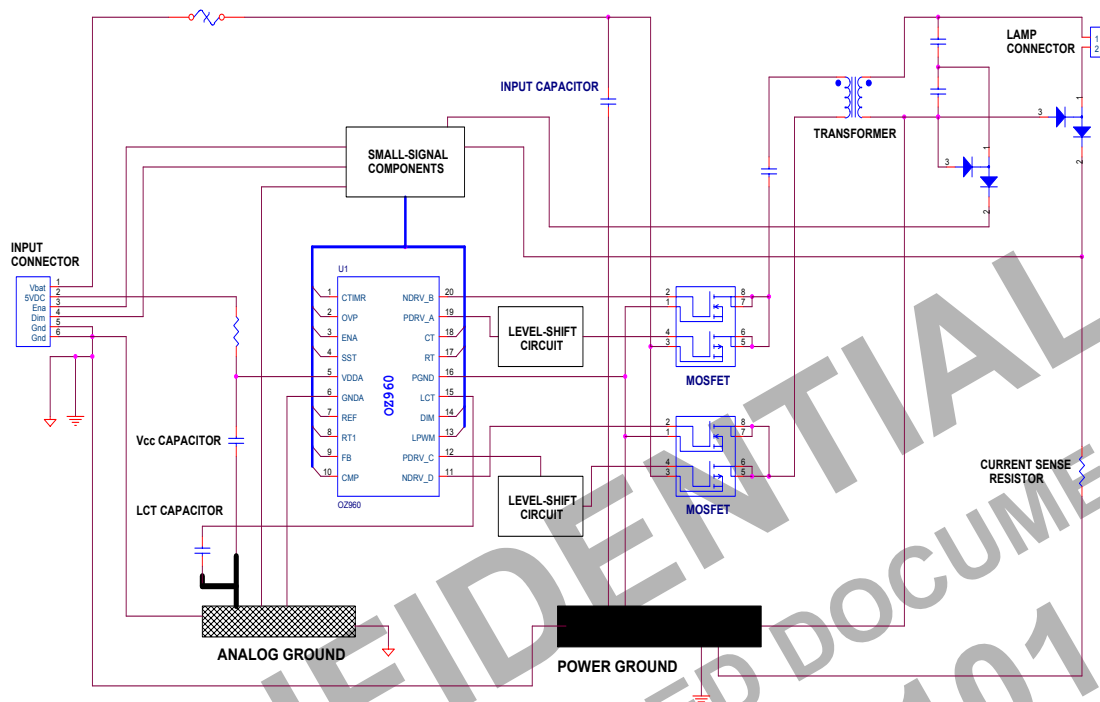 LAMP
CONNECTOR
1
2
INPUT CAPACITOR
TRANSFORMER
1
3
2
1
3
2
SMALL-SIGNAL
COMPONENTS
INPUT
CONNECTOR
Vbat 1
5VDC 2
Ena 3
Dim 4
Gnd 5
Gnd 6
U1
1 CTIMR NDRV_B 20
2 OVP PDRV_A 19
3 ENA CT 18
4 SST RT 17
5 VDDA PGND 16
6 GNDA LCT 15
7 REF DIM 14
8 RT1 LPWM 13
9 FB PDRV_C 12
10 CMP NDRV_D 11
OZ960
OZ960
LEVEL-SHIFT
CIRCUIT
2 8
1 7
4 6
3 5
MOSFET
2 8
1 7
4 6
3 5
MOSFET
LEVEL-SHIFT
CIRCUIT
Vcc CAPACITOR
LCT CAPACITOR
CURRENT SENSE
RESISTOR
ANALOG GROUND
POWER GROUND